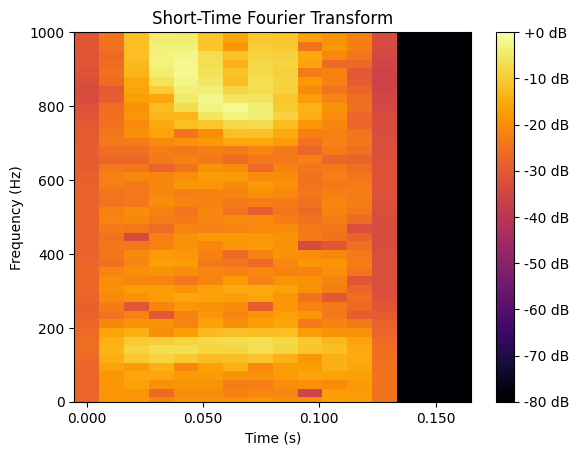 Short-Time Fourier Transform
1000
800
600
400
200
0
Frequency (Hz)
0.000
0.050
0.100
0.150
Time (s)
+0 dB
-10 dB
-20 dB
-30 dB
-40 dB
-50 dB
-60 dB
-70 dB
-80 dB